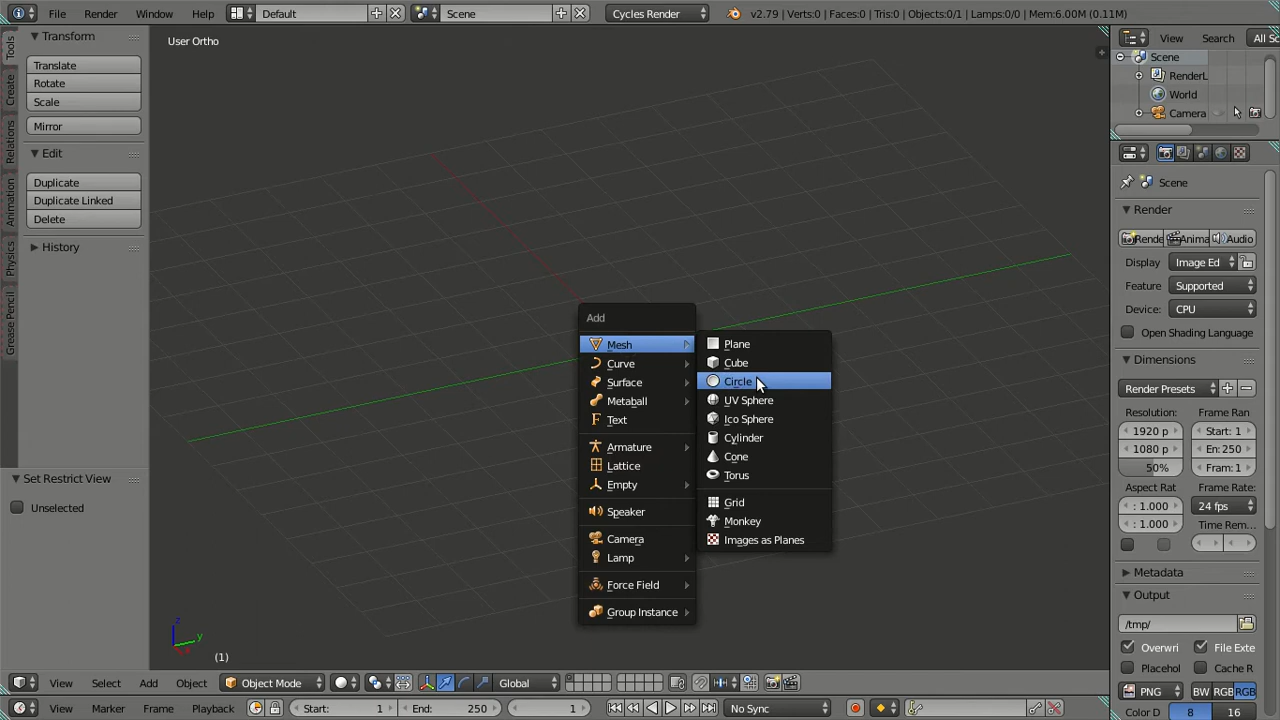 File Render Window Help Default Scene Cycles Render v2.79 | Verts:0 | Faces:0 | Tris:0 | Objects:0/1 | Lamps:0/0 | Mem:6.00M (0.11M)
User Ortho
Tools
Create
Relations
Animation
Physics
Grease Pencil
Transform
Translate
Rotate
Scale
Mirror
Edit
Duplicate
Duplicate Linked
Delete
History
Set Restrict View
Unselected
Add
Mesh
Curve
Surface
Metaball
Text
Armature
Lattice
Empty
Speaker
Camera
Lamp
Force Field
Group Instance
Plane
Cube
Circle
UV Sphere
Ico Sphere
Cylinder
Cone
Torus
Grid
Monkey
Images as Planes
z
y
x
(1)
View Select Add Object Object Mode Global
View Marker Frame Playback Start: 1 End: 250 1 No Sync
View Search All Sc
Scene
RenderL
World
Camera
Scene
Render
Rende Anima Audio
Display Image Ed
Feature Supported
Device: CPU
Open Shading Language
Dimensions
Render Presets
Resolution: Frame Ran
1920 p Start: 1
1080 p En: 250
50% Fram: 1
Aspect Rat Frame Rate:
: 1.000 24 fps
: 1.000 Time Rem...
Metadata
Output
/tmp/
Overwri File Exte
Placehol Cache R
PNG BW RGB RGB
Color D 8 16